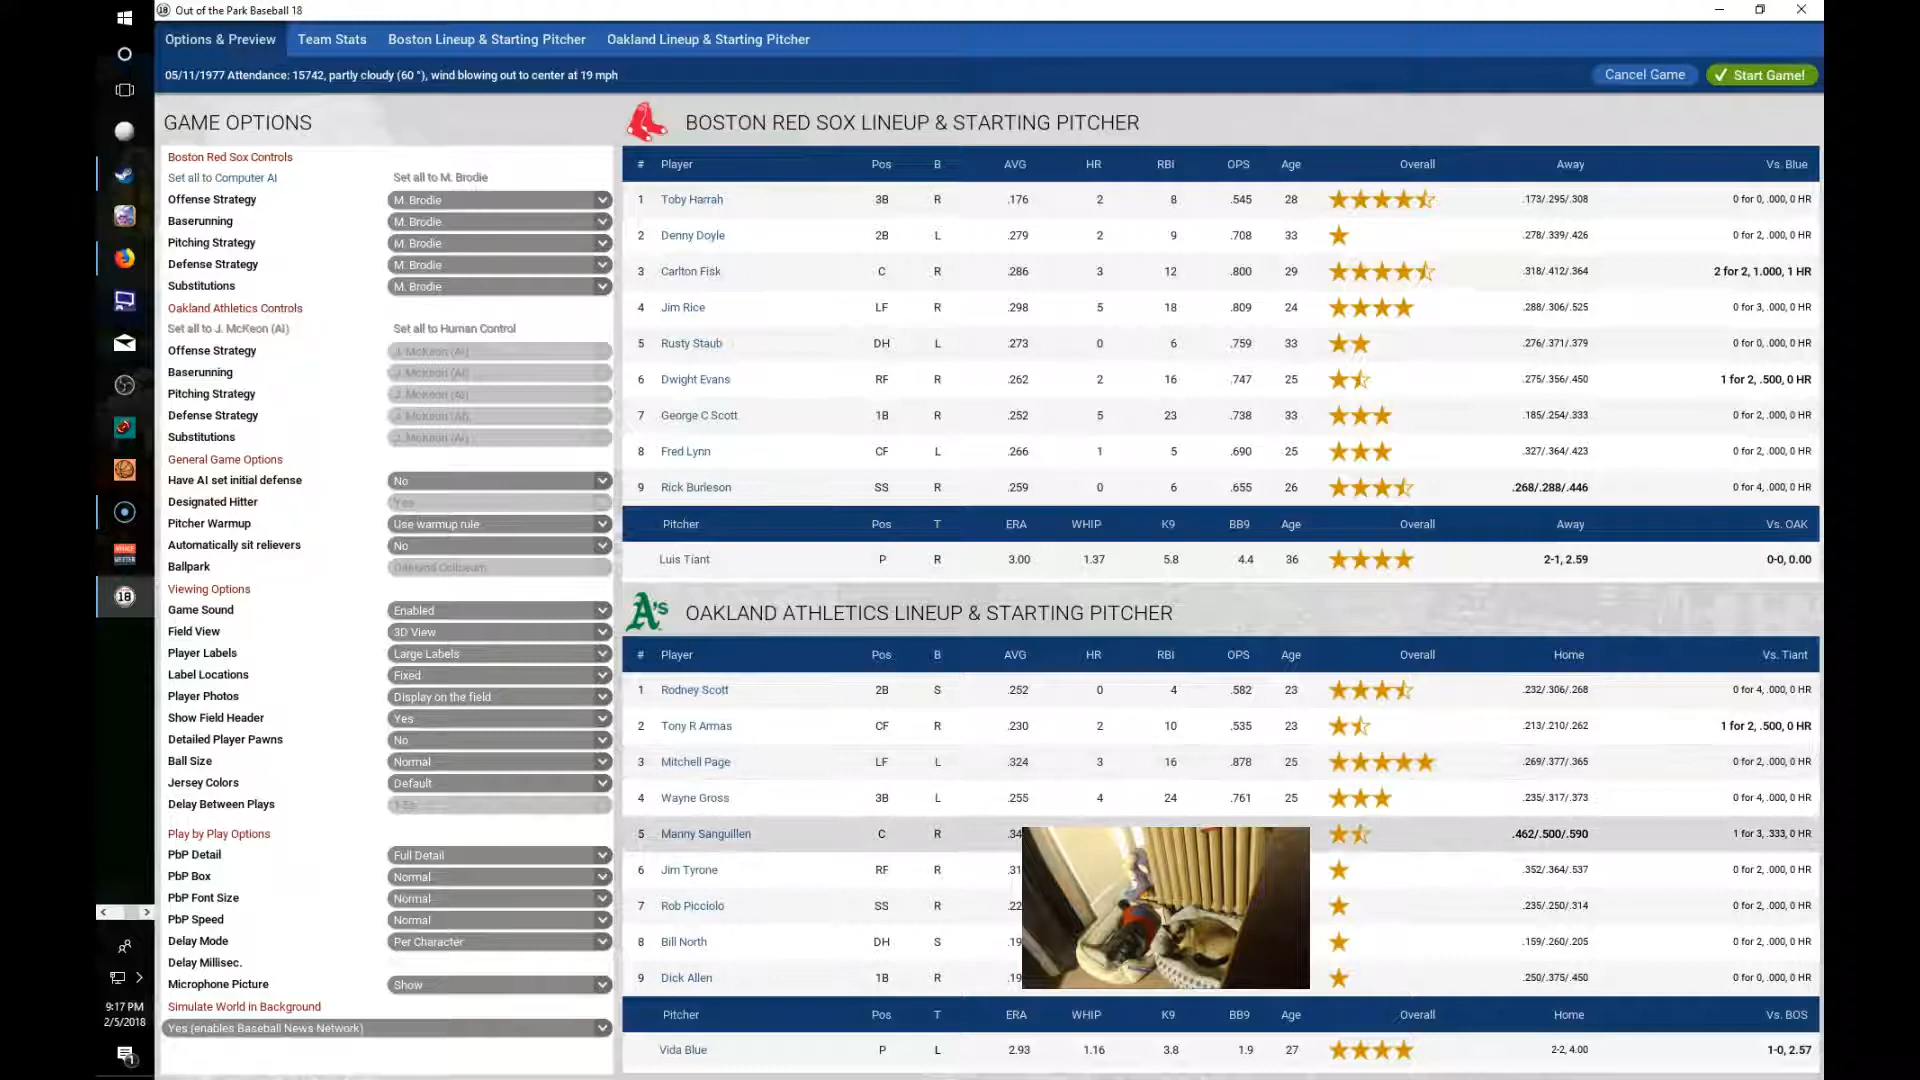 18 Out of the Park Baseball 18
Options & Preview Team Stats Boston Lineup & Starting Pitcher Oakland Lineup & Starting Pitcher
05/11/1977 Attendance: 15742, partly cloudy (60 °), wind blowing out to center at 19 mph
Cancel Game Start Game!
GAME OPTIONS
Boston Red Sox Controls
Set all to Computer AI Set all to M. Brodie
Offense Strategy M. Brodie
Baserunning M. Brodie
Pitching Strategy M. Brodie
Defense Strategy M. Brodie
Substitutions M. Brodie
Oakland Athletics Controls
Set all to J. McKeon (AI) Set all to Human Control
Offense Strategy J. McKeon (AI)
Baserunning J. McKeon (AI)
Pitching Strategy J. McKeon (AI)
Defense Strategy J. McKeon (AI)
Substitutions J. McKeon (AI)
General Game Options
Have AI set initial defense No
Designated Hitter Yes
Pitcher Warmup Use warmup rule
Automatically sit relievers No
Ballpark Oakland Coliseum
Viewing Options
Game Sound Enabled
Field View 3D View
Player Labels Large Labels
Label Locations Fixed
Player Photos Display on the field
Show Field Header Yes
Detailed Player Pawns No
Ball Size Normal
Jersey Colors Default
Delay Between Plays
Play by Play Options
PbP Detail Full Detail
PbP Box Normal
PbP Font Size Normal
PbP Speed Normal
Delay Mode Per Character
Delay Millisec.
Microphone Picture Show
Simulate World in Background
Yes (enables Baseball News Network)
BOSTON RED SOX LINEUP & STARTING PITCHER
# Player Pos B AVG HR RBI OPS Age Overall Away Vs. Blue
1 Toby Harrah 3B R .176 2 8 .545 28 .173/.295/.308 0 for 0, .000, 0 HR
2 Denny Doyle 2B L .279 2 9 .708 33 .278/.339/.426 0 for 2, .000, 0 HR
3 Carlton Fisk C R .286 3 12 .800 29 .318/.412/.364 2 for 2, 1.000, 1 HR
4 Jim Rice LF R .298 5 18 .809 24 .288/.306/.525 0 for 3, .000, 0 HR
5 Rusty Staub DH L .273 0 6 .759 33 .276/.371/.379 0 for 0, .000, 0 HR
6 Dwight Evans RF R .262 2 16 .747 25 .275/.356/.450 1 for 2, .500, 0 HR
7 George C Scott 1B R .252 5 23 .738 33 .185/.254/.333 0 for 2, .000, 0 HR
8 Fred Lynn CF L .266 1 5 .690 25 .327/.364/.423 0 for 2, .000, 0 HR
9 Rick Burleson SS R .259 0 6 .655 26 .268/.288/.446 0 for 4, .000, 0 HR
Pitcher Pos T ERA WHIP K9 BB9 Age Overall Away Vs. OAK
Luis Tiant P R 3.00 1.37 5.8 4.4 36 2-1, 2.59 0-0, 0.00
A's OAKLAND ATHLETICS LINEUP & STARTING PITCHER
# Player Pos B AVG HR RBI OPS Age Overall Home Vs. Tiant
1 Rodney Scott 2B S .252 0 4 .582 23 .232/.306/.268 0 for 4, .000, 0 HR
2 Tony R Armas CF R .230 2 10 .535 23 .213/.210/.262 1 for 2, .500, 0 HR
3 Mitchell Page LF L .324 3 16 .878 25 .269/.377/.365 0 for 2, .000, 0 HR
4 Wayne Gross 3B L .255 4 24 .761 25 .235/.317/.373 0 for 4, .000, 0 HR
5 Manny Sanguillen C R .34 .462/.500/.590 1 for 3, .333, 0 HR
6 Jim Tyrone RF R .31 .352/.364/.537 0 for 2, .000, 0 HR
7 Rob Picciolo SS R .22 .235/.250/.314 0 for 2, .000, 0 HR
8 Bill North DH S .19 .159/.260/.205 0 for 2, .000, 0 HR
9 Dick Allen 1B R .19 .250/.375/.450 0 for 0, .000, 0 HR
Pitcher Pos T ERA WHIP K9 BB9 Age Overall Home Vs. BOS
Vida Blue P L 2.93 1.16 3.8 1.9 27 2-2, 4.00 1-0, 2.57
18
9:17 PM
2/5/2018
1